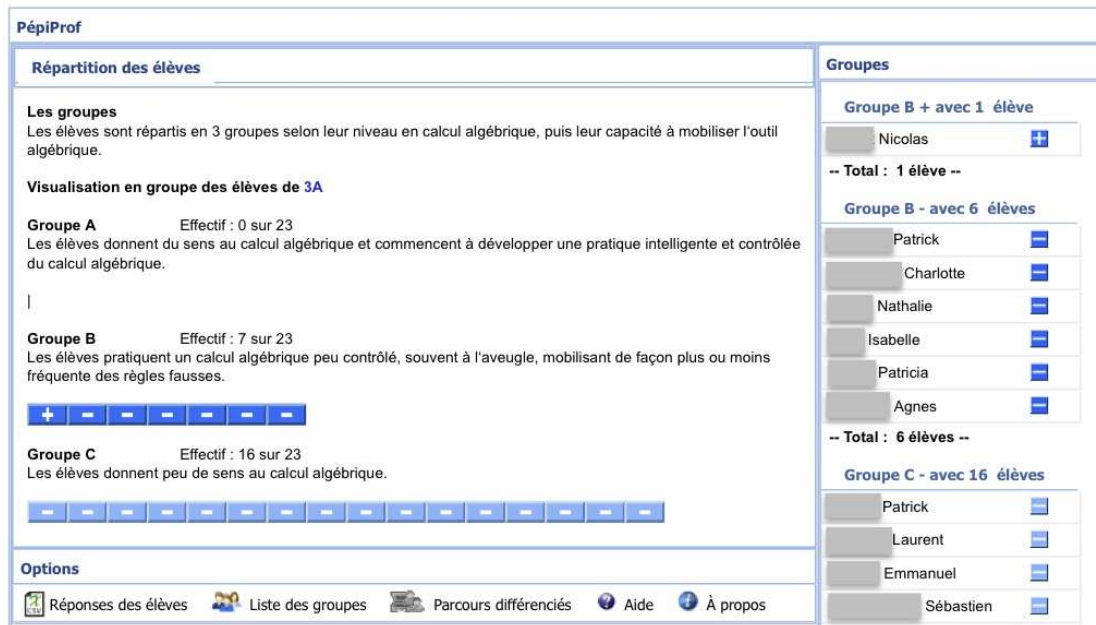 PépiProf
Répartition des élèves
Les groupes
Les élèves sont répartis en 3 groupes selon leur niveau en calcul algébrique, puis leur capacité à mobiliser l'outil
algébrique.
Visualisation en groupe des élèves de 3A
Groupe A Effectif : 0 sur 23
Les élèves donnent du sens au calcul algébrique et commencent à développer une pratique intelligente et contrôlée
du calcul algébrique.
|
Groupe B Effectif : 7 sur 23
Les élèves pratiquent un calcul algébrique peu contrôlé, souvent à l'aveugle, mobilisant de façon plus ou moins
fréquente des règles fausses.
+ - - - - - -
Groupe C Effectif : 16 sur 23
Les élèves donnent peu de sens au calcul algébrique.
- - - - - - - - - - - - - - - -
Options
CSV Réponses des élèves Liste des groupes Parcours différenciés ? Aide i À propos
Groupes
Groupe B + avec 1 élève
Nicolas +
-- Total : 1 élève --
Groupe B - avec 6 élèves
Patrick -
Charlotte -
Nathalie -
Isabelle -
Patricia -
Agnes -
-- Total : 6 élèves --
Groupe C - avec 16 élèves
Patrick -
Laurent -
Emmanuel -
Sébastien -